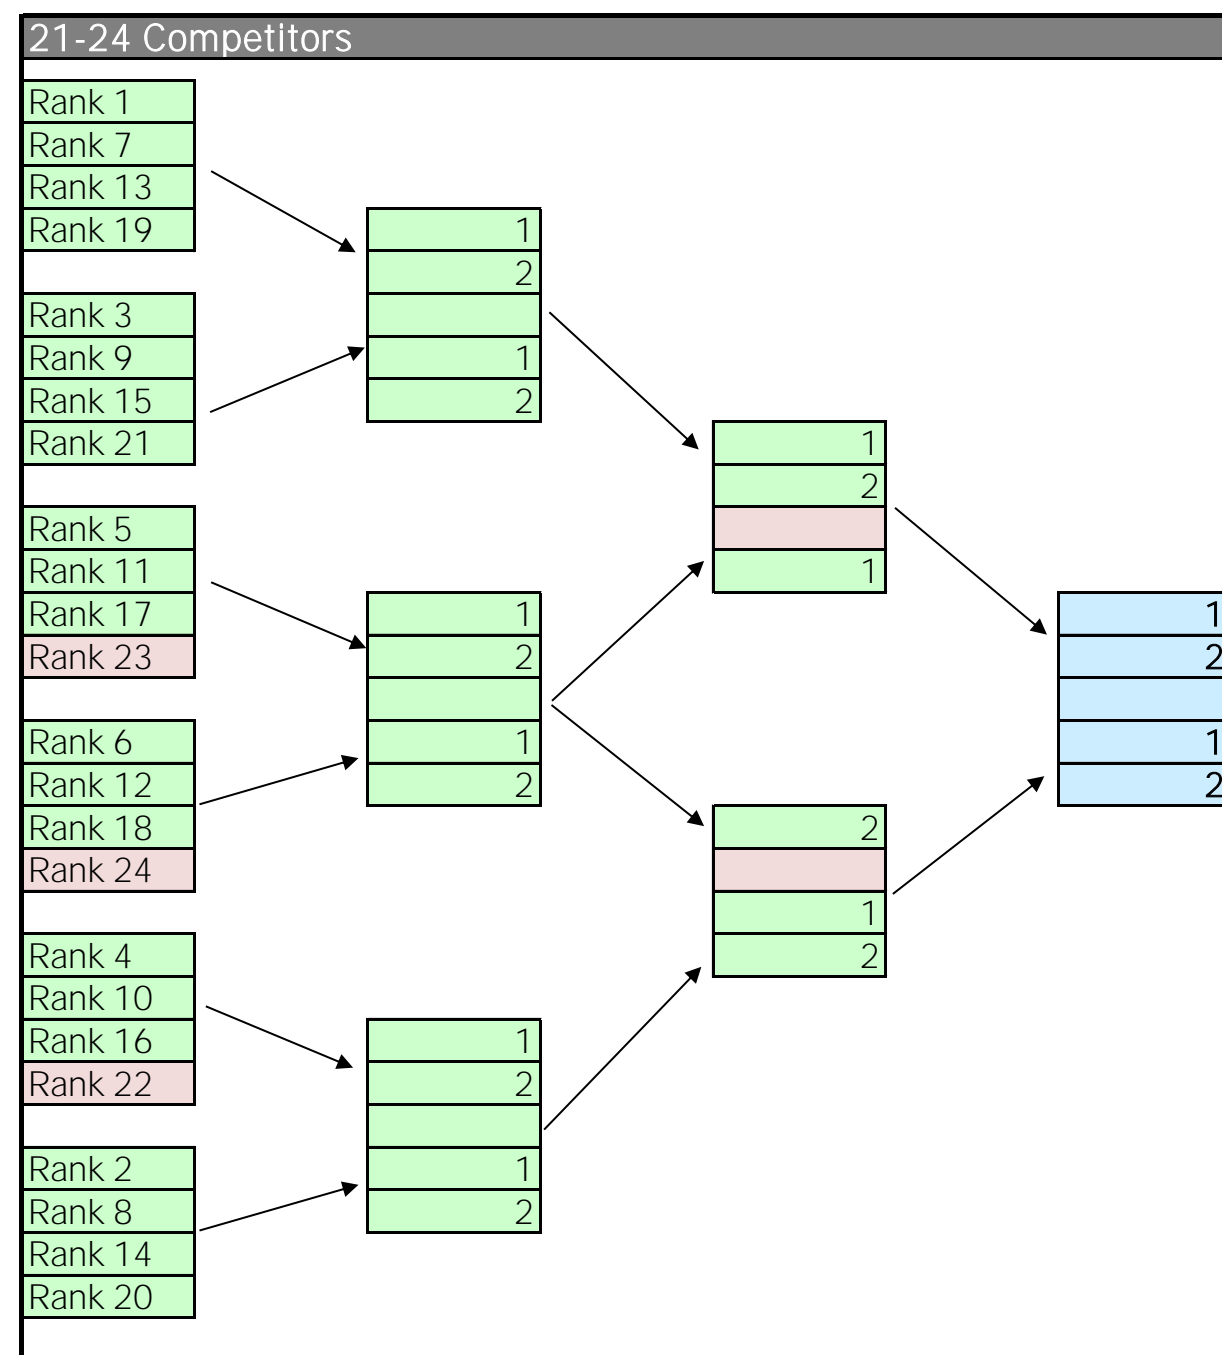 21-24 Competitors
Rank 1
Rank 7
Rank 13
Rank 19
Rank 3
Rank 9
Rank 15
Rank 21
Rank 5
Rank 11
Rank 17
Rank 23
Rank 6
Rank 12
Rank 18
Rank 24
Rank 4
Rank 10
Rank 16
Rank 22
Rank 2
Rank 8
Rank 14
Rank 20
1
2
1
2
1
2
1
2
1
2
1
2
1
2
1
2
1
2
1
2
1
2